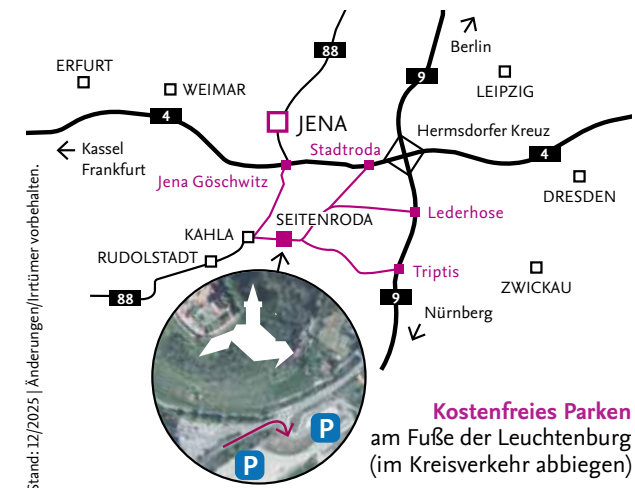 88
Berlin
ERFURT
9
WEIMAR
LEIPZIG
4
JENA
Hermsdorfer Kreuz
Stadtroda
Kassel
Frankfurt
4
Jena Göschwitz
DRESDEN
SEITENRODA
Lederhose
KAHLA
RUDOLSTADT
Triptis
ZWICKAU
88
9
Nürnberg
P
P
Kostenfreies Parken
am Fuße der Leuchtenburg
(im Kreisverkehr abbiegen)
Stand: 12/2025 | Änderungen/Irrtümer vorbehalten.